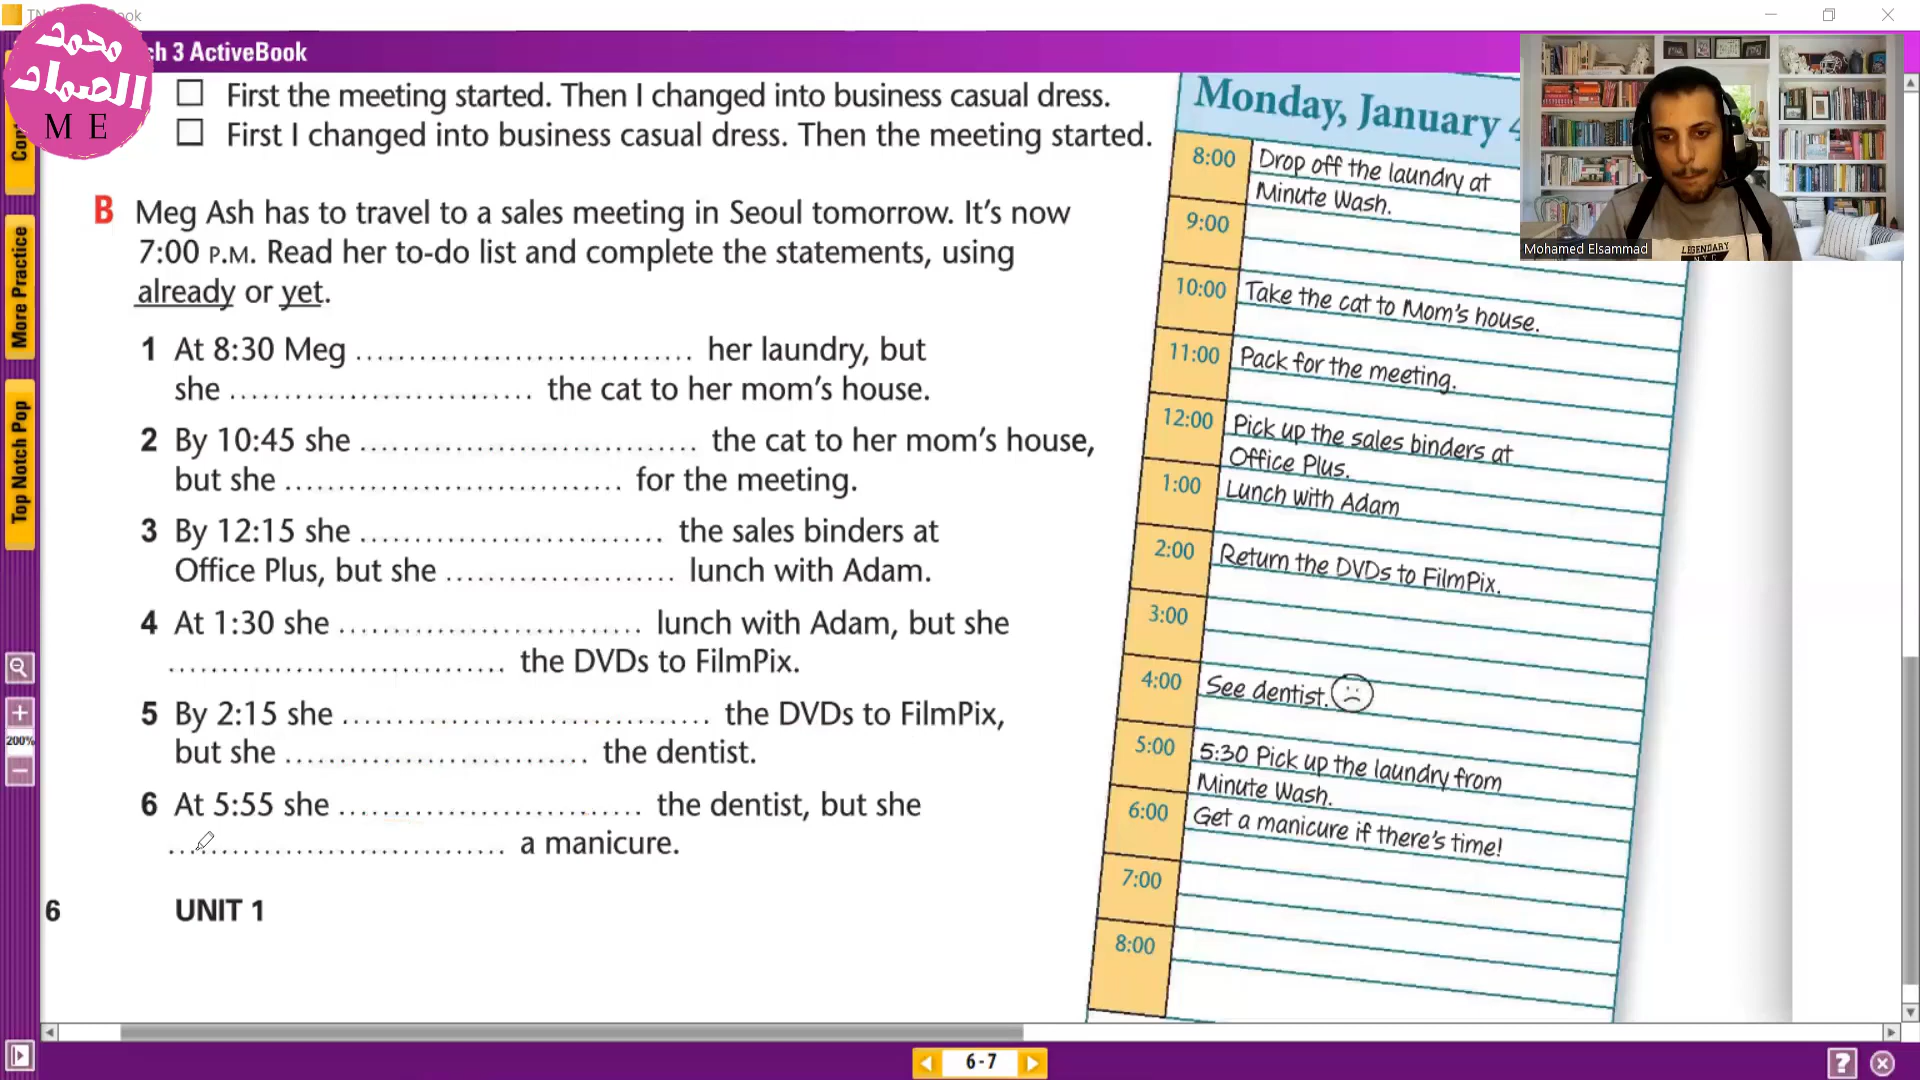 محمد
الصماد
M E
ch 3 ActiveBook
More Practice
Top Notch Pop
200%
☐ First the meeting started. Then I changed into business casual dress.
☐ First I changed into business casual dress. Then the meeting started.
B Meg Ash has to travel to a sales meeting in Seoul tomorrow. It's now
7:00 P.M. Read her to-do list and complete the statements, using
already or yet.
1 At 8:30 Meg ................................ her laundry, but
she ............................ the cat to her mom's house.
2 By 10:45 she ................................ the cat to her mom's house,
but she ................................ for the meeting.
3 By 12:15 she ............................ the sales binders at
Office Plus, but she ...................... lunch with Adam.
4 At 1:30 she ............................ lunch with Adam, but she
................................ the DVDs to FilmPix.
5 By 2:15 she .................................. the DVDs to FilmPix,
but she ............................ the dentist.
6 At 5:55 she ............................ the dentist, but she
................................ a manicure.
6 UNIT 1
Monday, January 4
8:00 Drop off the laundry at
Minute Wash.
9:00
10:00 Take the cat to Mom's house.
11:00 Pack for the meeting.
12:00 Pick up the sales binders at
Office Plus.
1:00 Lunch with Adam
2:00 Return the DVDs to FilmPix.
3:00
4:00 See dentist.
5:00 5:30 Pick up the laundry from
Minute Wash.
6:00 Get a manicure if there's time!
7:00
8:00
Mohamed Elsammad
LEGENDARY
6-7
?